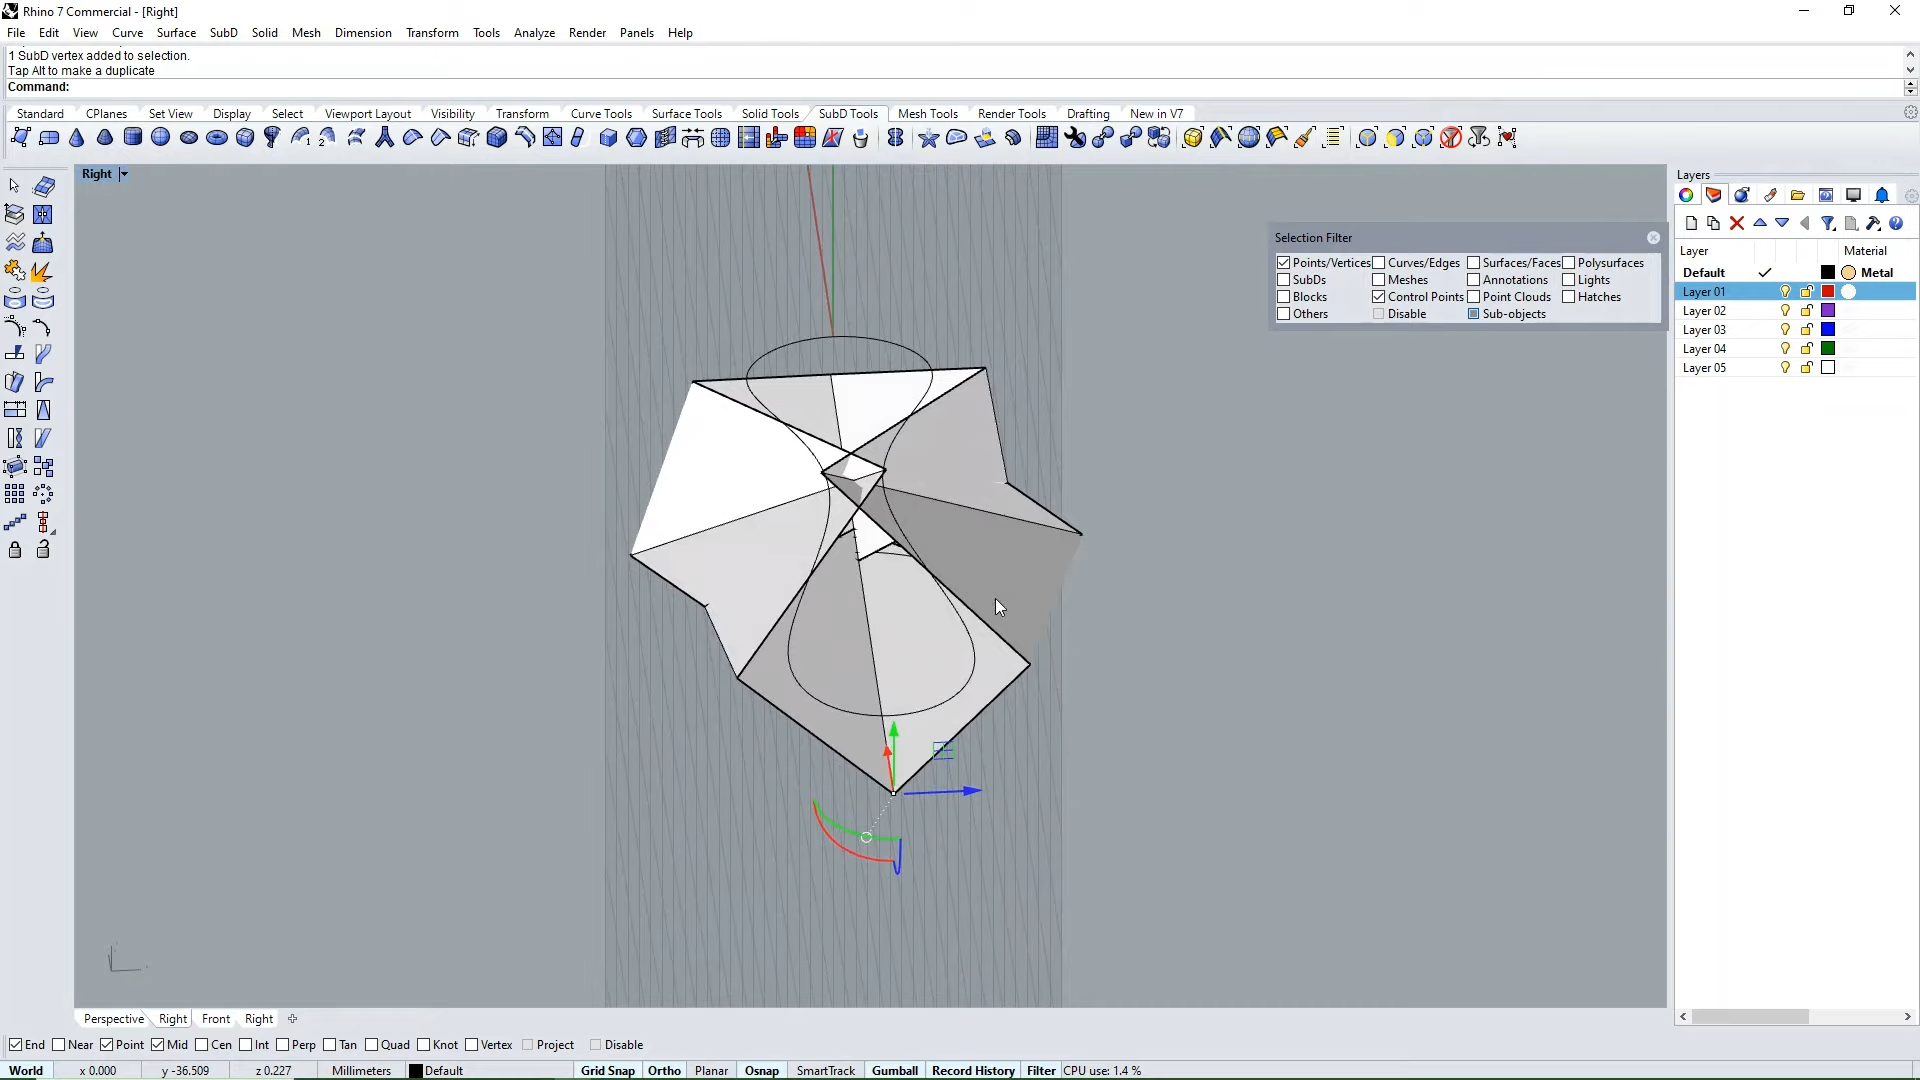 Rhino 7 Commercial - [Right]
File Edit View Curve Surface SubD Solid Mesh Dimension Transform Tools Analyze Render Panels Help
1 SubD vertex added to selection.
Tap Alt to make a duplicate
Command:
Standard CPlanes Set View Display Select Viewport Layout Visibility Transform Curve Tools Surface Tools Solid Tools SubD Tools Mesh Tools Render Tools Drafting New in V7
Right
Layers
Selection Filter
Points/Vertices Curves/Edges Surfaces/Faces Polysurfaces
SubDs Meshes Annotations Lights
Blocks Control Points Point Clouds Hatches
Others Disable Sub-objects
Layer Material
Default Metal
Layer 01
Layer 02
Layer 03
Layer 04
Layer 05
Perspective Right Front Right
End Near Point Mid Cen Int Perp Tan Quad Knot Vertex Project Disable
World x 0.000 y -36.509 z 0.227 Millimeters Default Grid Snap Ortho Planar Osnap SmartTrack Gumball Record History Filter CPU use: 1.4 %